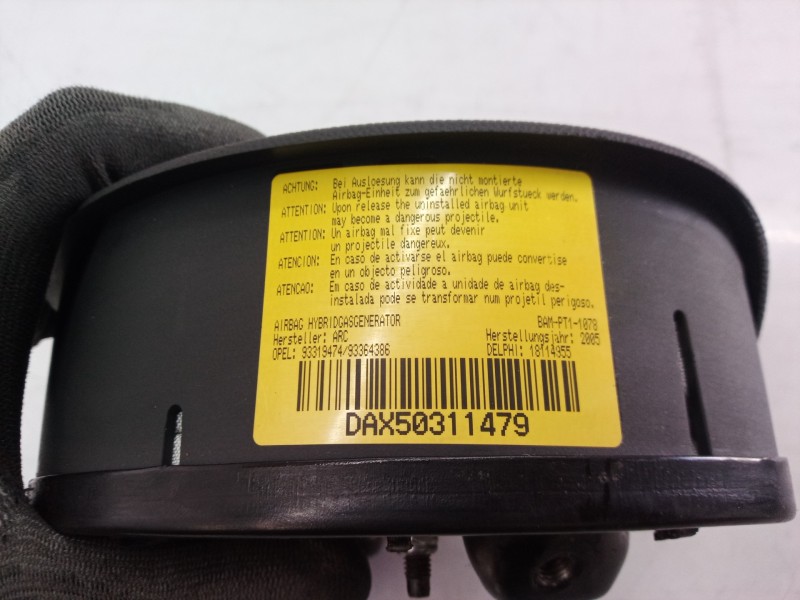 ACHTUNG: Bei Ausloesung kann die nicht montierte
Airbag-Einheit zum gefaehrlichen Wurfstueck werden.
ATTENTION: Upon release the uninstalled airbag unit
may become a dangerous projectile.
ATTENTION: Un airbag mal fixe peut devenir
un projectile dangereux.
ATENCION: En caso de activarse el airbag puede convertise
en un objecto peligroso.
ATENCAO: Em caso de actividade a unidade de airbag des-
instalada pode se transformar num projetil perigoso.
AIRBAG HYBRIDGASGENERATOR BAM-PT1-1078
Hersteller: ARC Herstellungsjahr: 2005
OPEL: 93319474/93364386 DELPHI: 18114955
DAX50311479